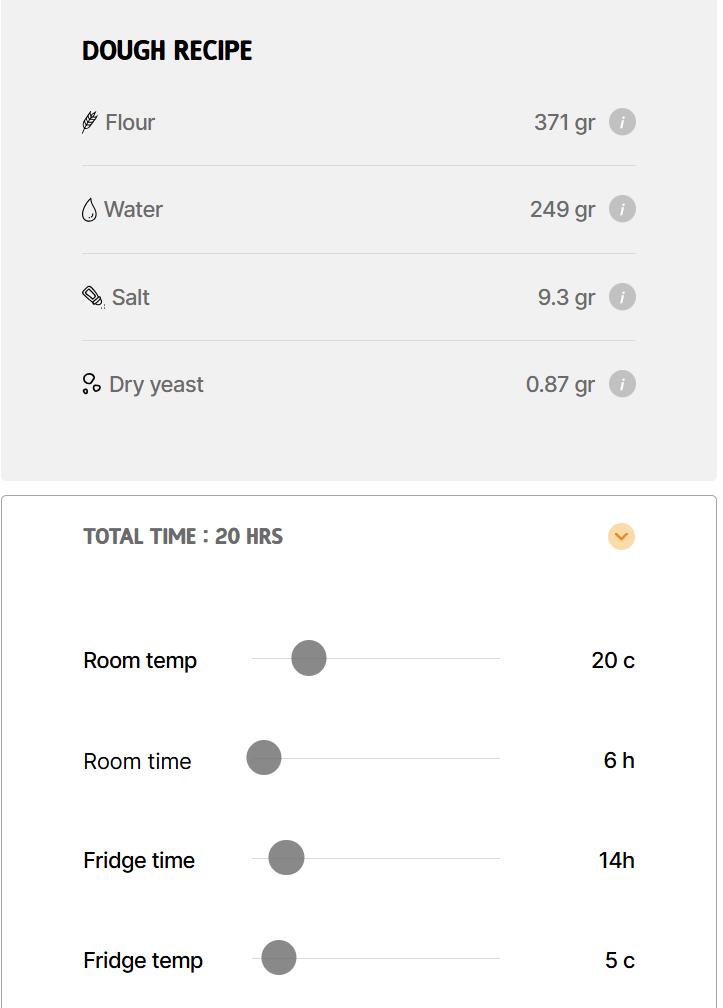 DOUGH RECIPE
Flour 371 gr i
Water 249 gr i
Salt 9.3 gr i
Dry yeast 0.87 gr i
TOTAL TIME : 20 HRS
Room temp 20 c
Room time 6 h
Fridge time 14h
Fridge temp 5 c